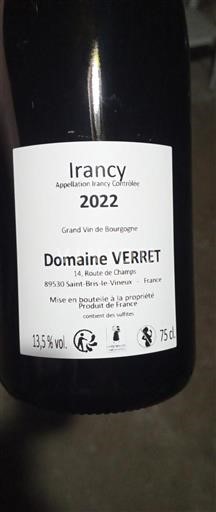 Irancy
Appellation Irancy Contrôlée
2022
Grand Vin de Bourgogne
Domaine VERRET
14, Route de Champs
89530 Saint-Bris-le-Vineux - France
Mise en bouteille à la propriété
Produit de France
contient des sulfites
13,5 % vol. 75 cl